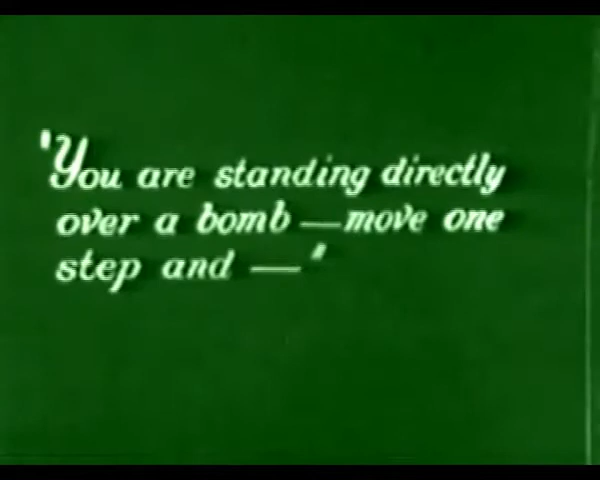 "You are standing directly
over a bomb — move one
step and — "